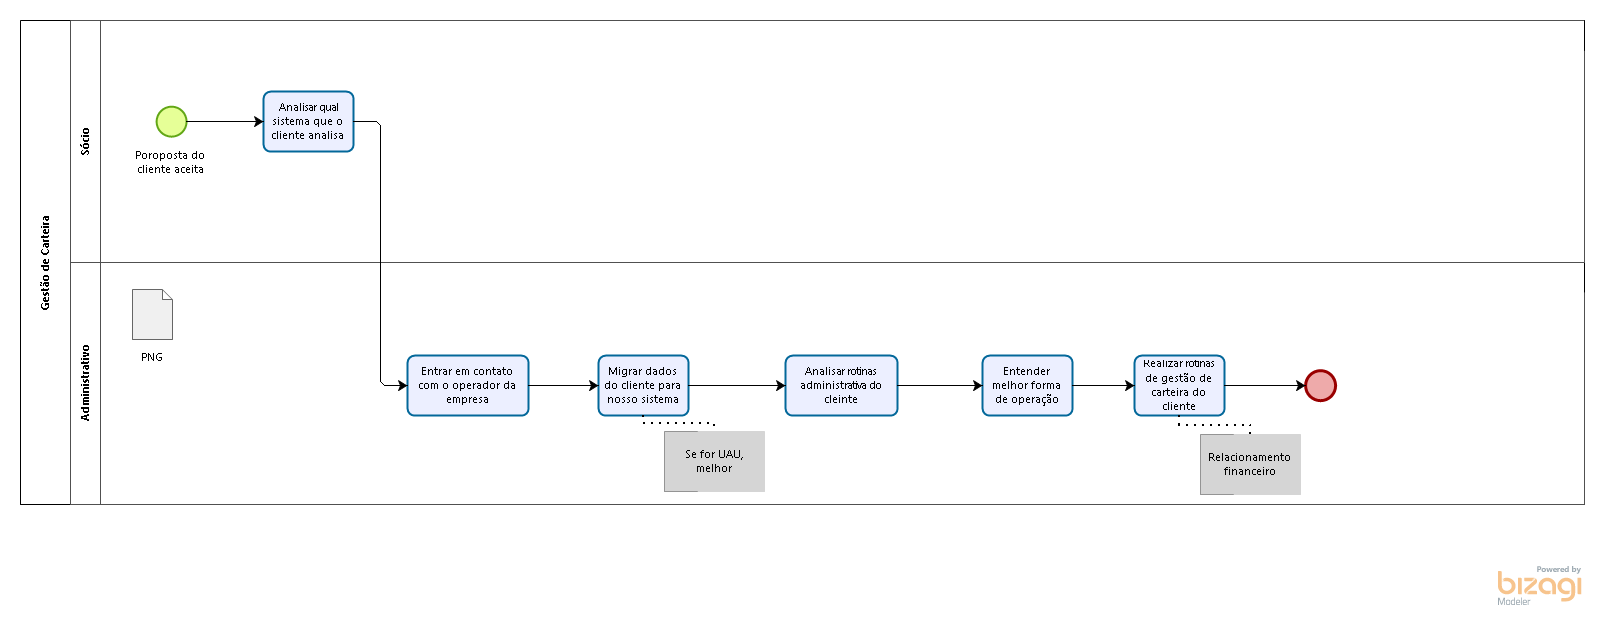 Gestão de Carteira
Sócio
Poroposta do
cliente aceita
Analisar qual
sistema que o
cliente analisa
Administrativo
PNG
Entrar em contato
com o operador da
empresa
Migrar dados
do cliente para
nosso sistema
Se for UAU,
melhor
Analisar rotinas
administrativa do
cleinte
Entender
melhor forma
de operação
Realizar rotinas
de gestão de
carteira do
cliente
Relacionamento
financeiro
Powered by
bizagi
Modeler